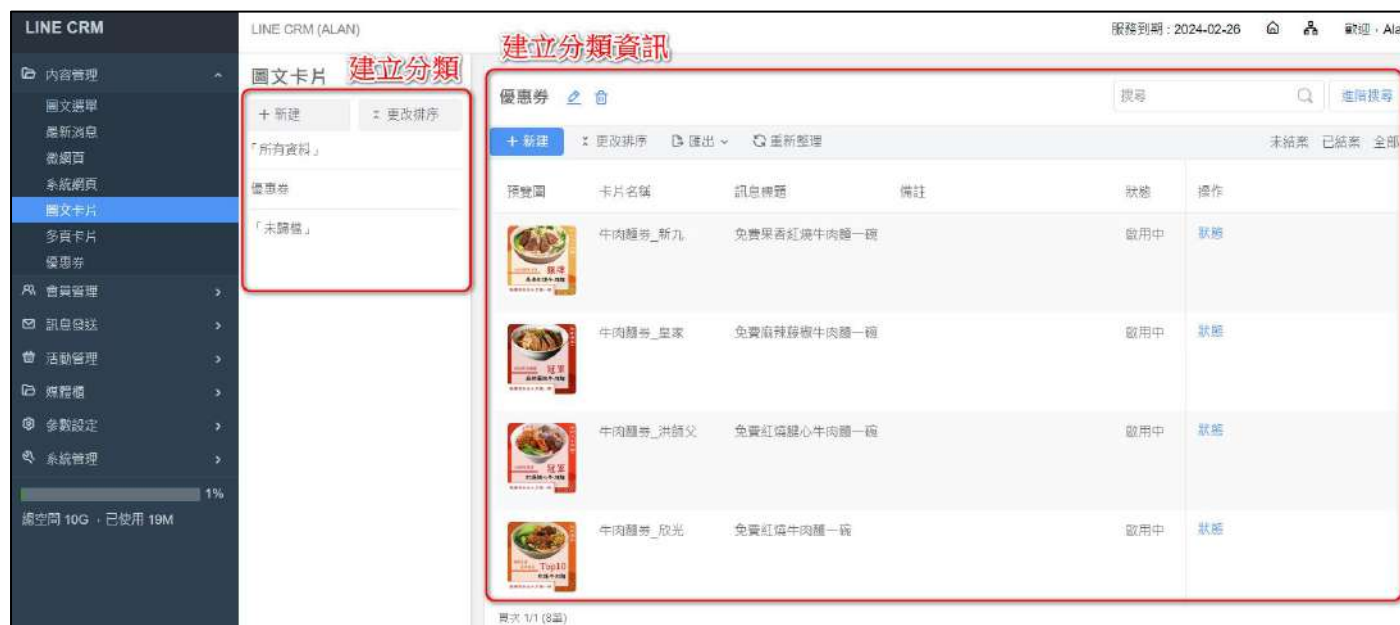 LINE CRM
LINE CRM (ALAN)
服務到期：2024-02-26
歡迎，Ala
內容管理
圖文選單
最新消息
微網頁
系統網頁
圖文卡片
多頁卡片
優惠券
會員管理
訊息發送
活動管理
媒體櫃
參數設定
系統管理
1%
總空間 10G，已使用 19M
圖文卡片
建立分類
＋新建
更改排序
「所有資料」
優惠券
「未歸檔」
建立分類資訊
優惠券
搜尋
進階搜尋
＋新建
更改排序
匯出
重新整理
未結案 已結案 全部
預覽圖 卡片名稱 訊息標題 備註 狀態 操作
牛肉麵券_新九 免費果香紅燒牛肉麵一碗 啟用中 狀態
牛肉麵券_皇家 免費麻辣藤椒牛肉麵一碗 啟用中 狀態
冠軍
牛肉麵券_洪師父 免費紅燒腱心牛肉麵一碗 啟用中 狀態
冠軍
牛肉麵券_欣光 免費紅燒牛肉麵一碗 啟用中 狀態
Top10
頁次 1/1 (8筆)